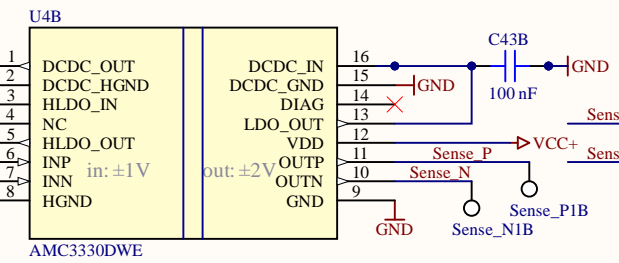 U4B
1 DCDC_OUT DCDC_IN 16
2 DCDC_HGND DCDC_GND 15 GND
3 HLDO_IN DIAG 14
4 NC LDO_OUT 13
5 HLDO_OUT VDD 12 VCC+
6 INP OUTP 11 Sense_P
7 INN OUTN 10 Sense_N
8 HGND GND 9
in: ±1V out: ±2V
C43B
GND
100 nF
Sens
Sens
GND
Sense_P1B
Sense_N1B
AMC3330DWE